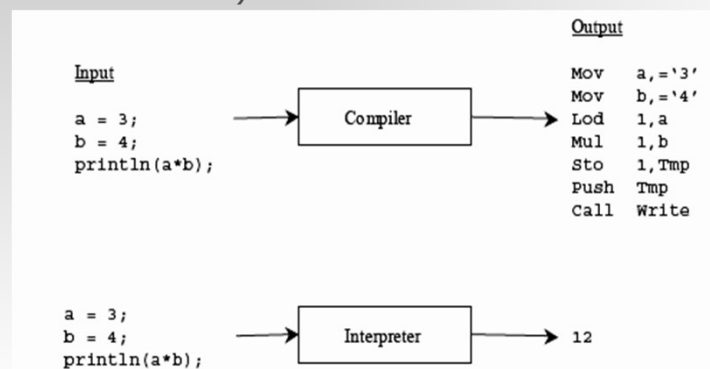 Output
Input
Mov a,=‘3’
Mov b,=‘4’
a = 3;
Compiler
Lod 1,a
b = 4;
Mul 1,b
println(a*b);
Sto 1,Tmp
Push Tmp
Call Write
a = 3;
b = 4;
Interpreter
12
println(a*b);